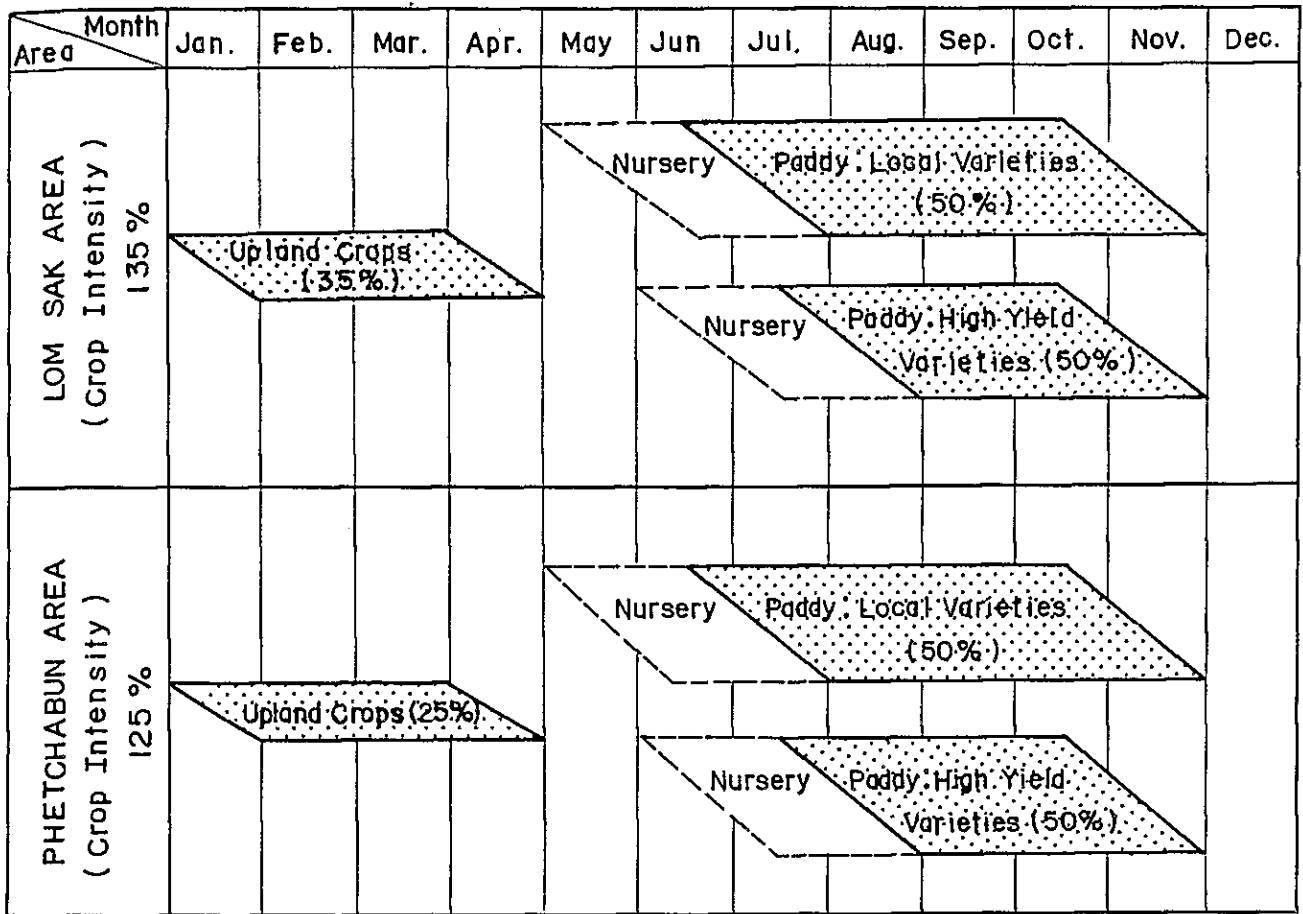 Month
Area
Jan. Feb. Mar. Apr. May Jun Jul. Aug. Sep. Oct. Nov. Dec.
LOM SAK AREA
(Crop Intensity)
135 %
Nursery
Paddy. Local Varieties
(50 %)
Upland Crops
(35%)
Nursery
Paddy. High Yield
Varieties (50%)
PHETCHABUN AREA
(Crop Intensity)
125 %
Nursery
Paddy. Local Varieties
(50%)
Upland Crops (25%)
Nursery
Paddy. High Yield
Varieties (50%)